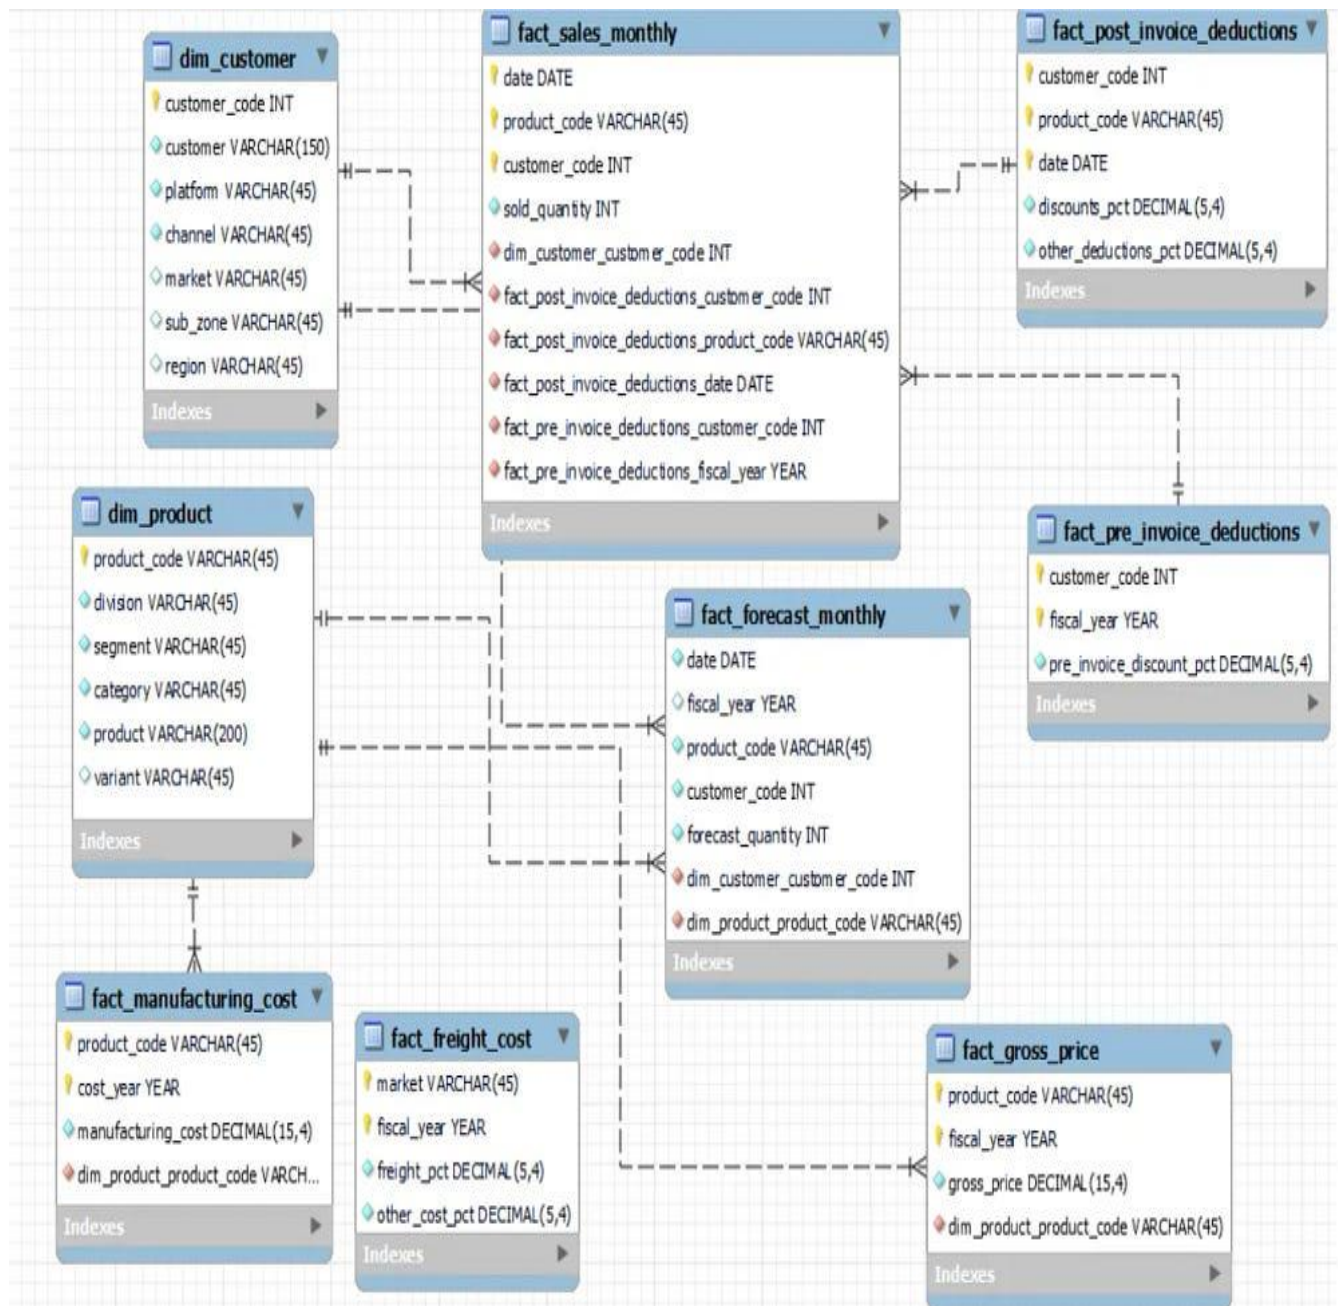 dim_customer
customer_code INT
customer VARCHAR(150)
platform VARCHAR(45)
channel VARCHAR(45)
market VARCHAR(45)
sub_zone VARCHAR(45)
region VARCHAR(45)
Indexes
fact_sales_monthly
date DATE
product_code VARCHAR(45)
customer_code INT
sold_quantity INT
dim_customer_customer_code INT
fact_post_invoice_deductions_customer_code INT
fact_post_invoice_deductions_product_code VARCHAR(45)
fact_post_invoice_deductions_date DATE
fact_pre_invoice_deductions_customer_code INT
fact_pre_invoice_deductions_fiscal_year YEAR
Indexes
fact_post_invoice_deductions
customer_code INT
product_code VARCHAR(45)
date DATE
discounts_pct DECIMAL(5,4)
other_deductions_pct DECIMAL(5,4)
Indexes
dim_product
product_code VARCHAR(45)
division VARCHAR(45)
segment VARCHAR(45)
category VARCHAR(45)
product VARCHAR(200)
variant VARCHAR(45)
Indexes
fact_forecast_monthly
date DATE
fiscal_year YEAR
product_code VARCHAR(45)
customer_code INT
forecast_quantity INT
dim_customer_customer_code INT
dim_product_product_code VARCHAR(45)
Indexes
fact_pre_invoice_deductions
customer_code INT
fiscal_year YEAR
pre_invoice_discount_pct DECIMAL(5,4)
Indexes
fact_manufacturing_cost
product_code VARCHAR(45)
cost_year YEAR
manufacturing_cost DECIMAL(15,4)
dim_product_product_code VARCH...
Indexes
fact_freight_cost
market VARCHAR(45)
fiscal_year YEAR
freight_pct DECIMAL(5,4)
other_cost_pct DECIMAL(5,4)
Indexes
fact_gross_price
product_code VARCHAR(45)
fiscal_year YEAR
gross_price DECIMAL(15,4)
dim_product_product_code VARCHAR(45)
Indexes